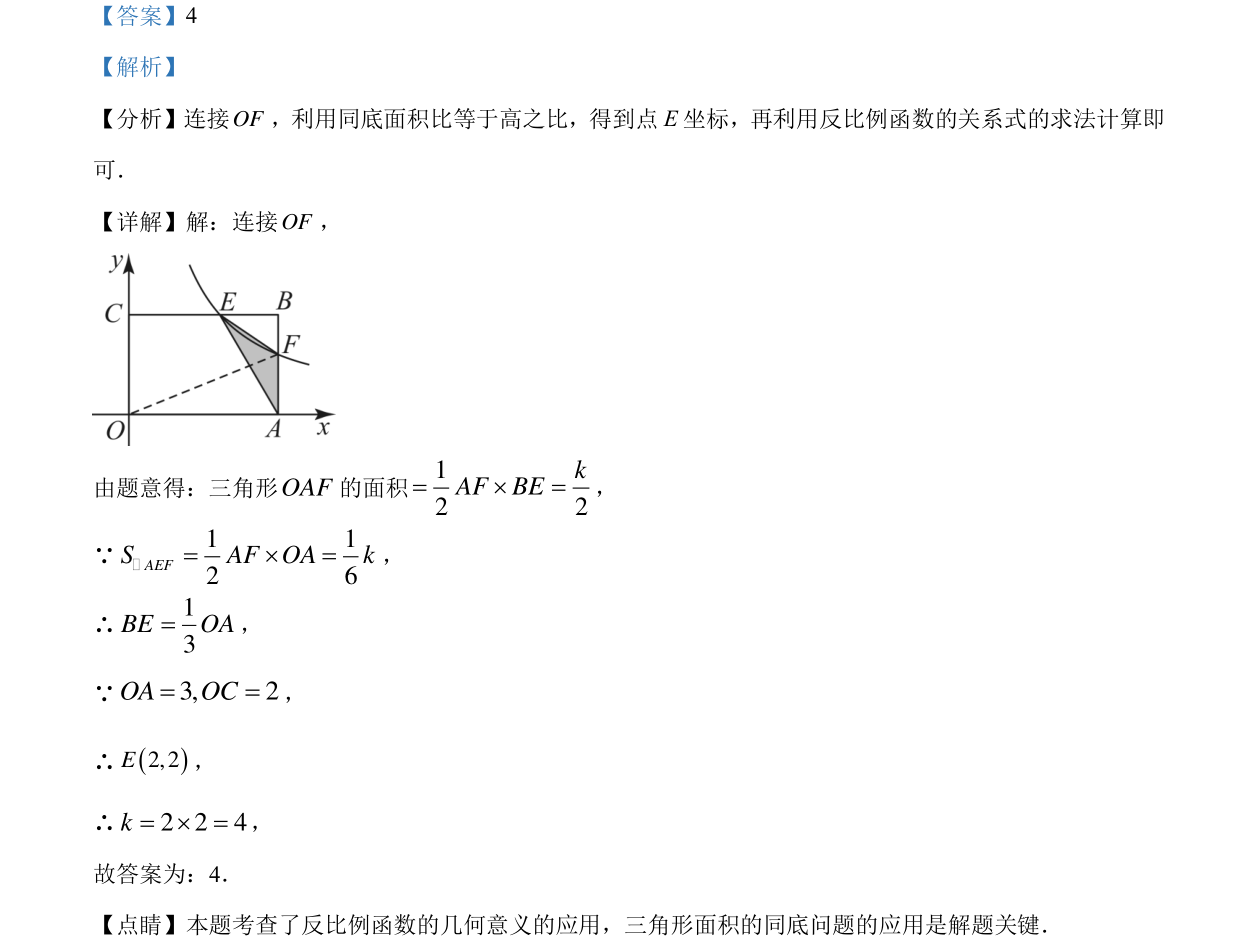 【答案】4
【解析】
【分析】连接OF，利用同底面积比等于高之比，得到点 E 坐标，再利用反比例函数的关系式的求法计算即
可．
【详解】解：连接OF，
y
C E B
F
O A x
由题意得：三角形OAF 的面积=\frac{1}{2}AF×BE=\frac{k}{2}，
∵S_{□AEF}=\frac{1}{2}AF×OA=\frac{1}{6}k，
∴BE=\frac{1}{3}OA，
∵OA=3,OC=2，
∴E(2,2)，
∴k=2×2=4，
故答案为：4．
【点睛】本题考查了反比例函数的几何意义的应用，三角形面积的同底问题的应用是解题关键．